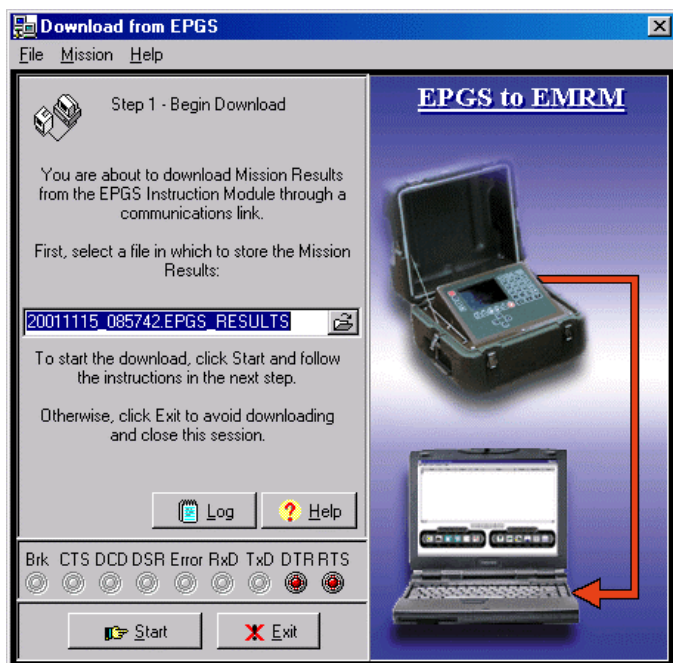 Download from EPGS
File Mission Help
Step 1 - Begin Download
You are about to download Mission Results
from the EPGS Instruction Module through a
communications link.
First, select a file in which to store the Mission
Results:
20011115_085742.EPGS_RESULTS
To start the download, click Start and follow
the instructions in the next step.
Otherwise, click Exit to avoid downloading
and close this session.
Log Help
Brk CTS DCD DSR Error RxD TxD DTR RTS
Start Exit
EPGS to EMRM